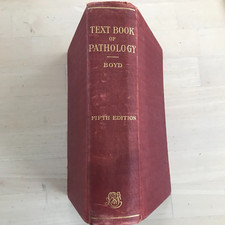 TEXT BOOK
OF
PATHOLOGY
BOYD
FIFTH EDITION